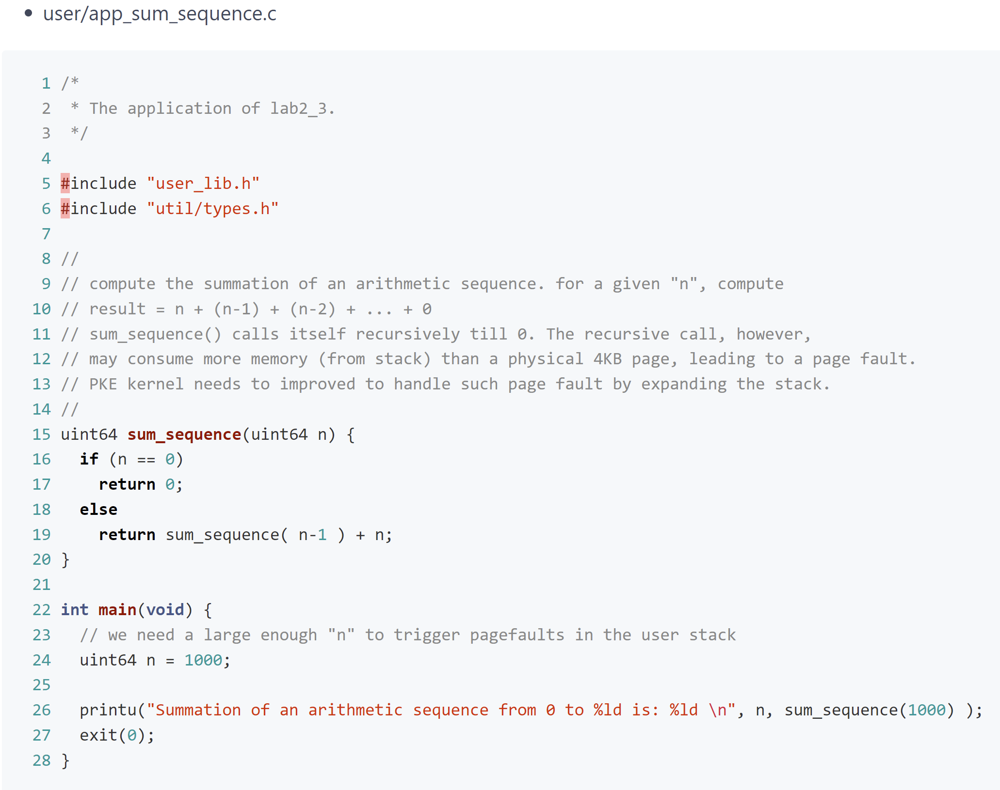 • user/app_sum_sequence.c
1 /*
2  * The application of lab2_3.
3  */
4
5 #include "user_lib.h"
6 #include "util/types.h"
7
8 //
9 // compute the summation of an arithmetic sequence. for a given "n", compute
10 // result = n + (n-1) + (n-2) + ... + 0
11 // sum_sequence() calls itself recursively till 0. The recursive call, however,
12 // may consume more memory (from stack) than a physical 4KB page, leading to a page fault.
13 // PKE kernel needs to improved to handle such page fault by expanding the stack.
14 //
15 uint64 sum_sequence(uint64 n) {
16   if (n == 0)
17     return 0;
18   else
19     return sum_sequence( n-1 ) + n;
20 }
21
22 int main(void) {
23   // we need a large enough "n" to trigger pagefaults in the user stack
24   uint64 n = 1000;
25
26   printu("Summation of an arithmetic sequence from 0 to %ld is: %ld \n", n, sum_sequence(1000) );
27   exit(0);
28 }